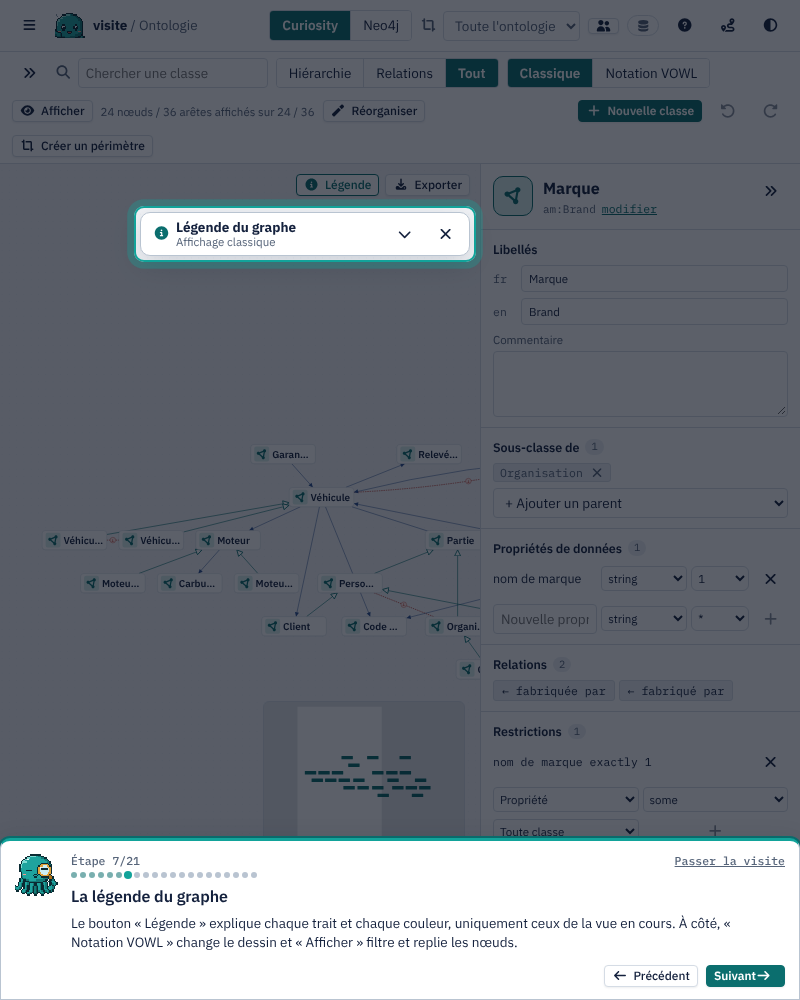 visite / Ontologie
Curiosity
Neo4j
Toute l'ontologie
Chercher une classe
Hiérarchie
Relations
Tout
Classique
Notation VOWL
Afficher
24 nœuds / 36 arêtes affichés sur 24 / 36
Réorganiser
+ Nouvelle classe
Créer un périmètre
Légende
Exporter
Légende du graphe
Affichage classique
Garan...
Relevé...
Véhicule
Véhicu...
Véhicu...
Moteur
Partie
Moteu...
Carbu...
Moteu...
Perso...
Client
Code ...
Organi...
Marque
am:Brand modifier
Libellés
fr
Marque
en
Brand
Commentaire
Sous-classe de
1
Organisation
+ Ajouter un parent
Propriétés de données
1
nom de marque
string
1
Nouvelle propr
string
*
Relations
2
← fabriquée par
← fabriqué par
Restrictions
1
nom de marque exactly 1
Propriété
some
Toute classe
Étape 7/21
Passer la visite
La légende du graphe
Le bouton « Légende » explique chaque trait et chaque couleur, uniquement ceux de la vue en cours. À côté, «
Notation VOWL » change le dessin et « Afficher » filtre et replie les nœuds.
← Précédent
Suivant→